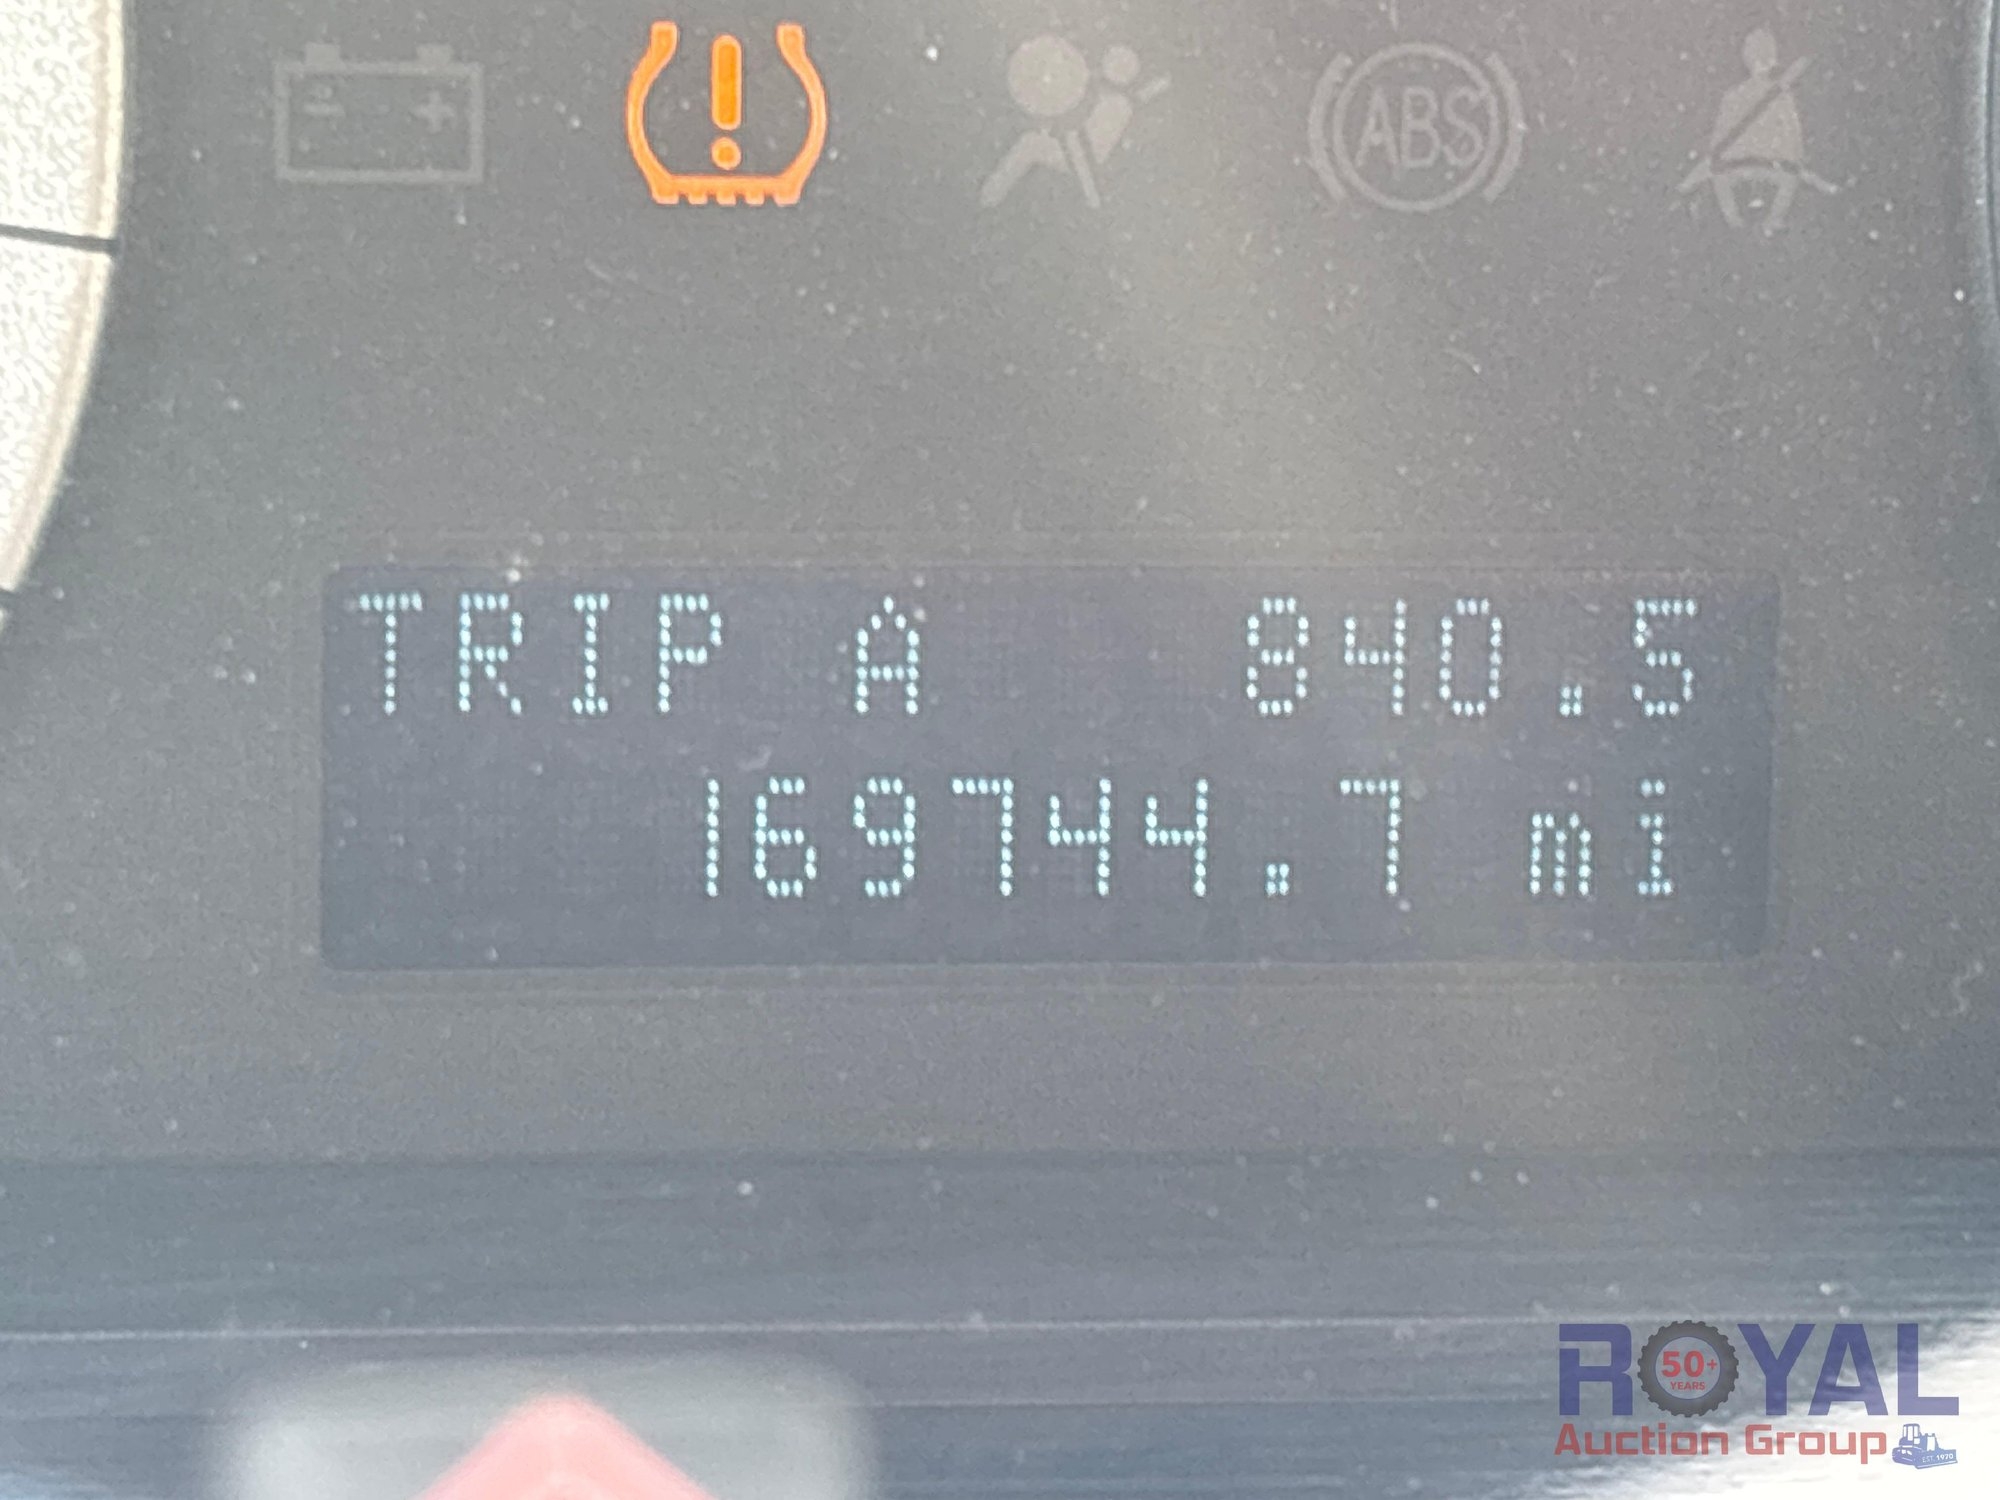 ABS
TRIP A 840.5
169744.7 mi
ROYAL
50+
YEARS
Auction Group
EST. 1970